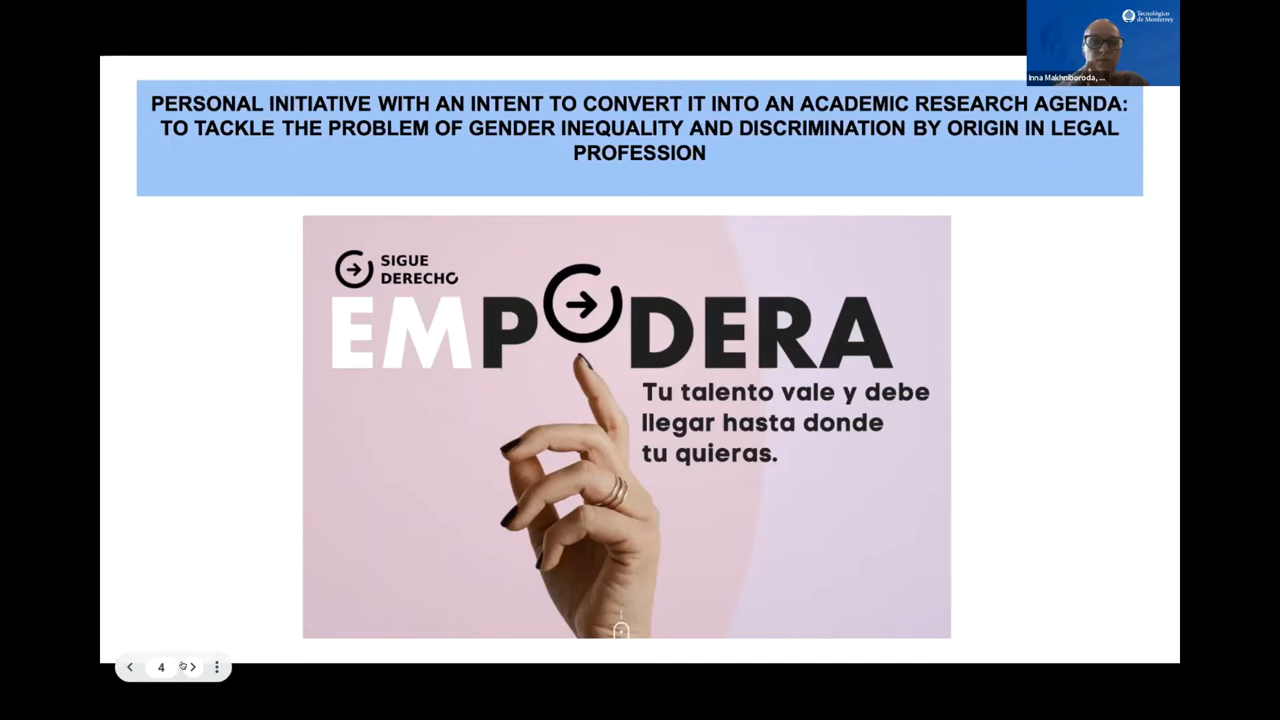 Tecnológico
de Monterrey
Inna Makhniboroda, ...
PERSONAL INITIATIVE WITH AN INTENT TO CONVERT IT INTO AN ACADEMIC RESEARCH AGENDA:
TO TACKLE THE PROBLEM OF GENDER INEQUALITY AND DISCRIMINATION BY ORIGIN IN LEGAL
PROFESSION
SIGUE
DERECHO
EMPODERA
Tu talento vale y debe
llegar hasta donde
tu quieras.
4